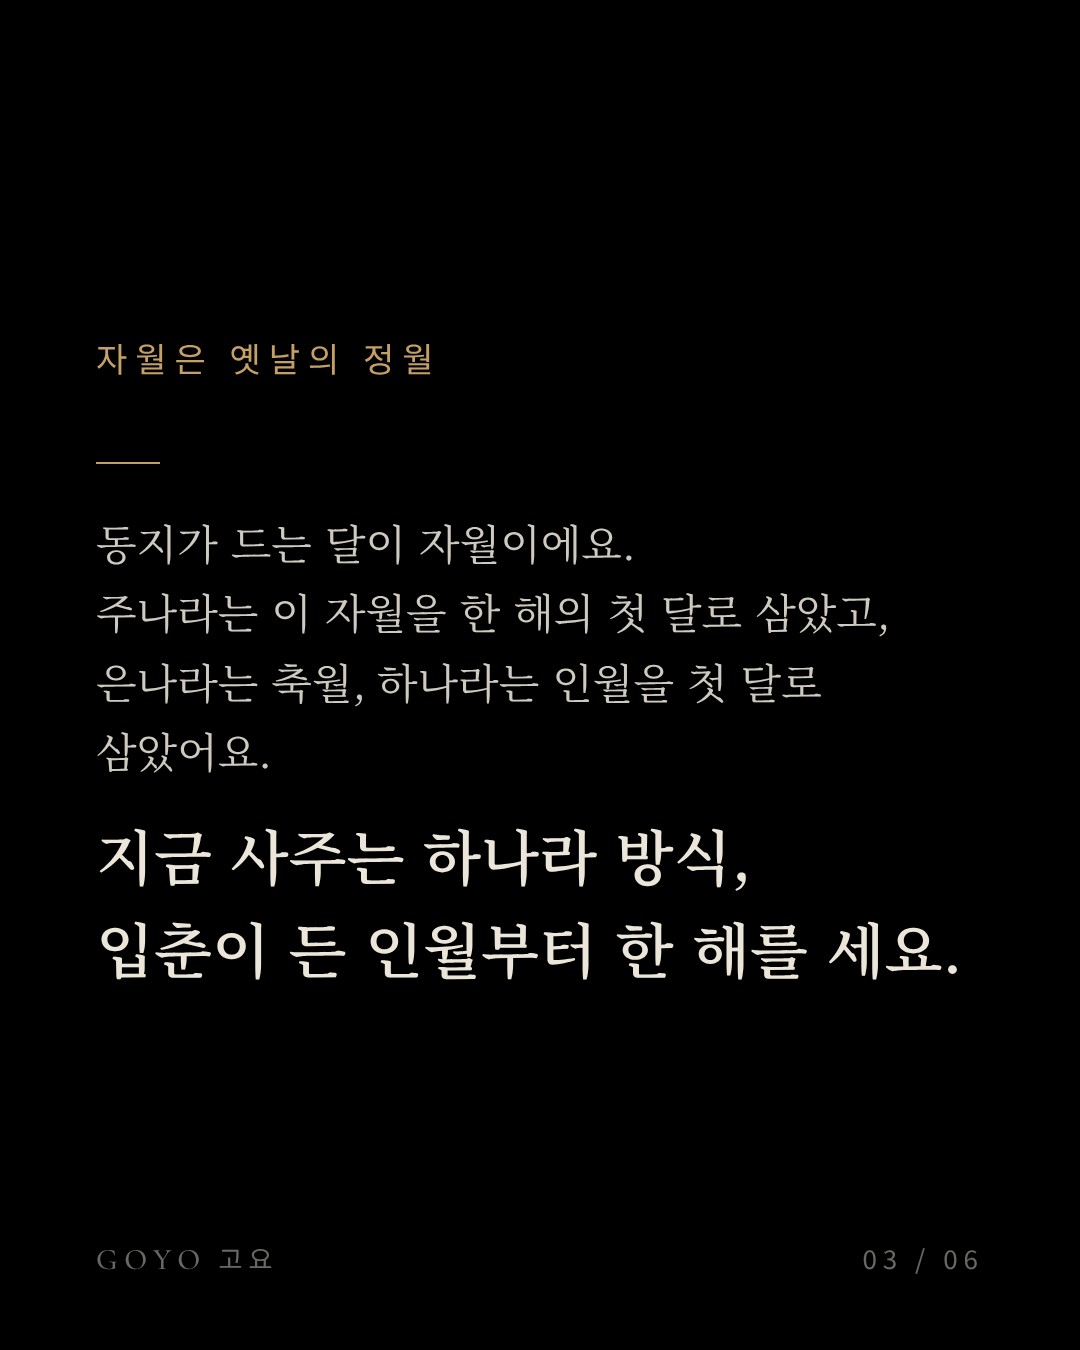 자월은 옛날의 정월
동지가 드는 달이 자월이에요.
주나라는 이 자월을 한 해의 첫 달로 삼았고,
은나라는 축월, 하나라는 인월을 첫 달로
삼았어요.
지금 사주는 하나라 방식,
입춘이 든 인월부터 한 해를 세요.
GOYO 고요
03 / 06